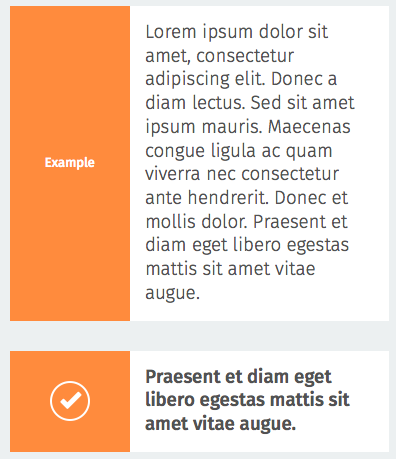 Example
Lorem ipsum dolor sit
amet, consectetur
adipiscing elit. Donec a
diam lectus. Sed sit amet
ipsum mauris. Maecenas
congue ligula ac quam
viverra nec consectetur
ante hendrerit. Donec et
mollis dolor. Praesent et
diam eget libero egestas
mattis sit amet vitae
augue.
Praesent et diam eget
libero egestas mattis sit
amet vitae augue.